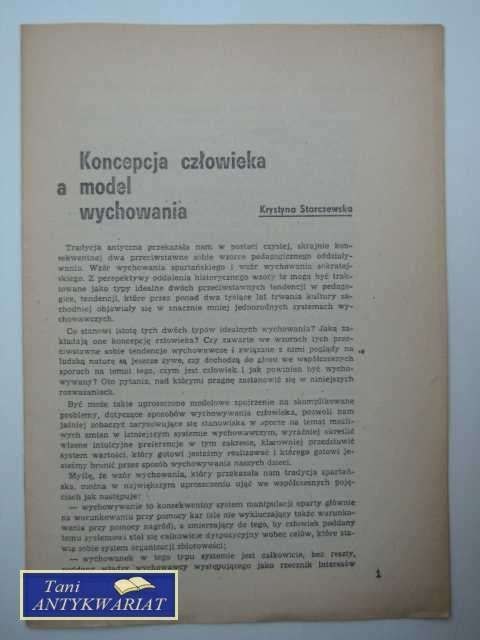 Koncepcja człowieka
a model
wychowania
Krystyna Starczewska
Tradycja antyczna przekazała nam w postaci czystej, skrajnie kon-
sekwentnej dwa przeciwstawne sobie wzorce pedagogicznego oddziały-
wania. Wzór wychowania spartańskiego i wzór wychowania sokratej-
skiego. Z perspektywy oddalenia historycznego wzory te mogą być trak-
towane jako typy idealne dwóch przeciwstawnych tendencji w pedago-
gice, tendencji, które przez ponad dwa tysiące lat trwania kultury za-
chodniej objawiały się w znacznie mniej jednorodnych systemach wy-
chowawczych.
Co stanowi istotę tych dwóch typów idealnych wychowania? Jaką za-
kładają one koncepcję człowieka? Czy zawarte we wzorach tych prze-
ciwstawne sobie tendencje wychowawcze i związane z nimi poglądy na
ludzką naturę są jeszcze żywe, czy dochodzą do głosu we współczesnych
sporach na temat tego, czym jest człowiek i jak powinien być wycho-
wywany? Oto pytania, nad którymi pragnę zastanowić się w niniejszych
rozważaniach.
Być może takie uproszczone modelowe spojrzenie na skomplikowane
problemy, dotyczące sposobów wychowywania człowieka, pozwoli nam
jaśniej zobaczyć zarysowujące się stanowiska w sporze na temat możli-
wych zmian w istniejącym systemie wychowawczym, wyraźniej określić
własne intuicyjne preferencje w tym zakresie, klarowniej przedstawić
system wartości, który gotowi jesteśmy realizować i którego gotowi je-
steśmy bronić przez sposób wychowywania naszych dzieci.
Myślę, że wzór wychowania, który przekazała nam tradycja spartań-
ska, można w największym uproszczeniu ująć we współczesnych poję-
ciach jak następuje:
— wychowywanie to konsekwentny system manipulacji oparty głównie
na warunkowaniu przy pomocy kar (ale nie wykluczający także warunko-
wania przy pomocy nagród), a zmierzający do tego, by człowiek poddany
temu systemowi stał się całkowicie dyspozycyjny wobec celów, które sta-
wia sobie system organizacji zbiorowości;
— wychowanek w tego typu systemie jest całkowicie, bez reszty,
poddany władzy wychowawcy występującego jako rzecznik interesów
1
Tani
ANTYKWARIAT